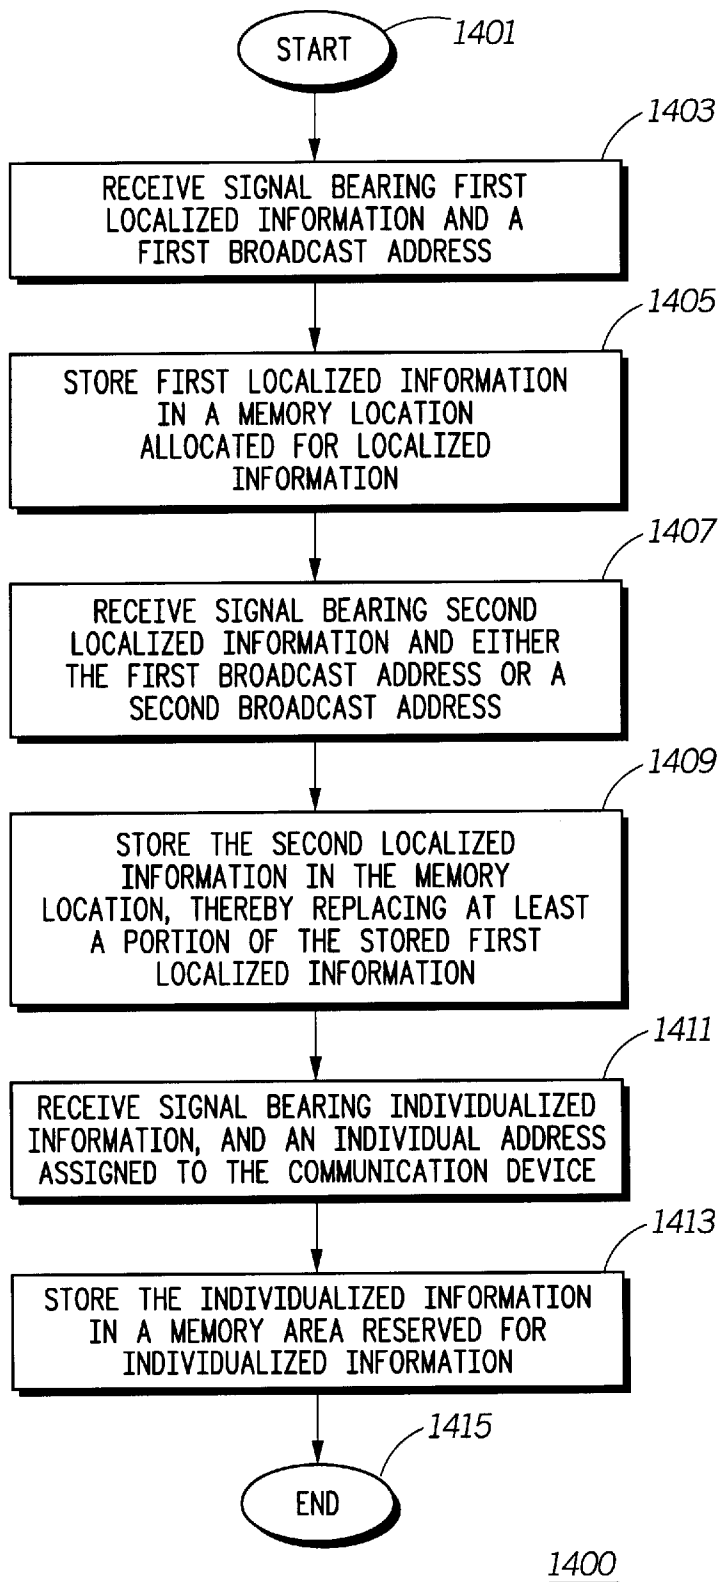 START
1401
1403
RECEIVE SIGNAL BEARING FIRST
LOCALIZED INFORMATION AND A
FIRST BROADCAST ADDRESS
1405
STORE FIRST LOCALIZED INFORMATION
IN A MEMORY LOCATION
ALLOCATED FOR LOCALIZED
INFORMATION
1407
RECEIVE SIGNAL BEARING SECOND
LOCALIZED INFORMATION AND EITHER
THE FIRST BROADCAST ADDRESS OR A
SECOND BROADCAST ADDRESS
1409
STORE THE SECOND LOCALIZED
INFORMATION IN THE MEMORY
LOCATION, THEREBY REPLACING AT LEAST
A PORTION OF THE STORED FIRST
LOCALIZED INFORMATION
1411
RECEIVE SIGNAL BEARING INDIVIDUALIZED
INFORMATION, AND AN INDIVIDUAL ADDRESS
ASSIGNED TO THE COMMUNICATION DEVICE
1413
STORE THE INDIVIDUALIZED INFORMATION
IN A MEMORY AREA RESERVED FOR
INDIVIDUALIZED INFORMATION
1415
END
1400